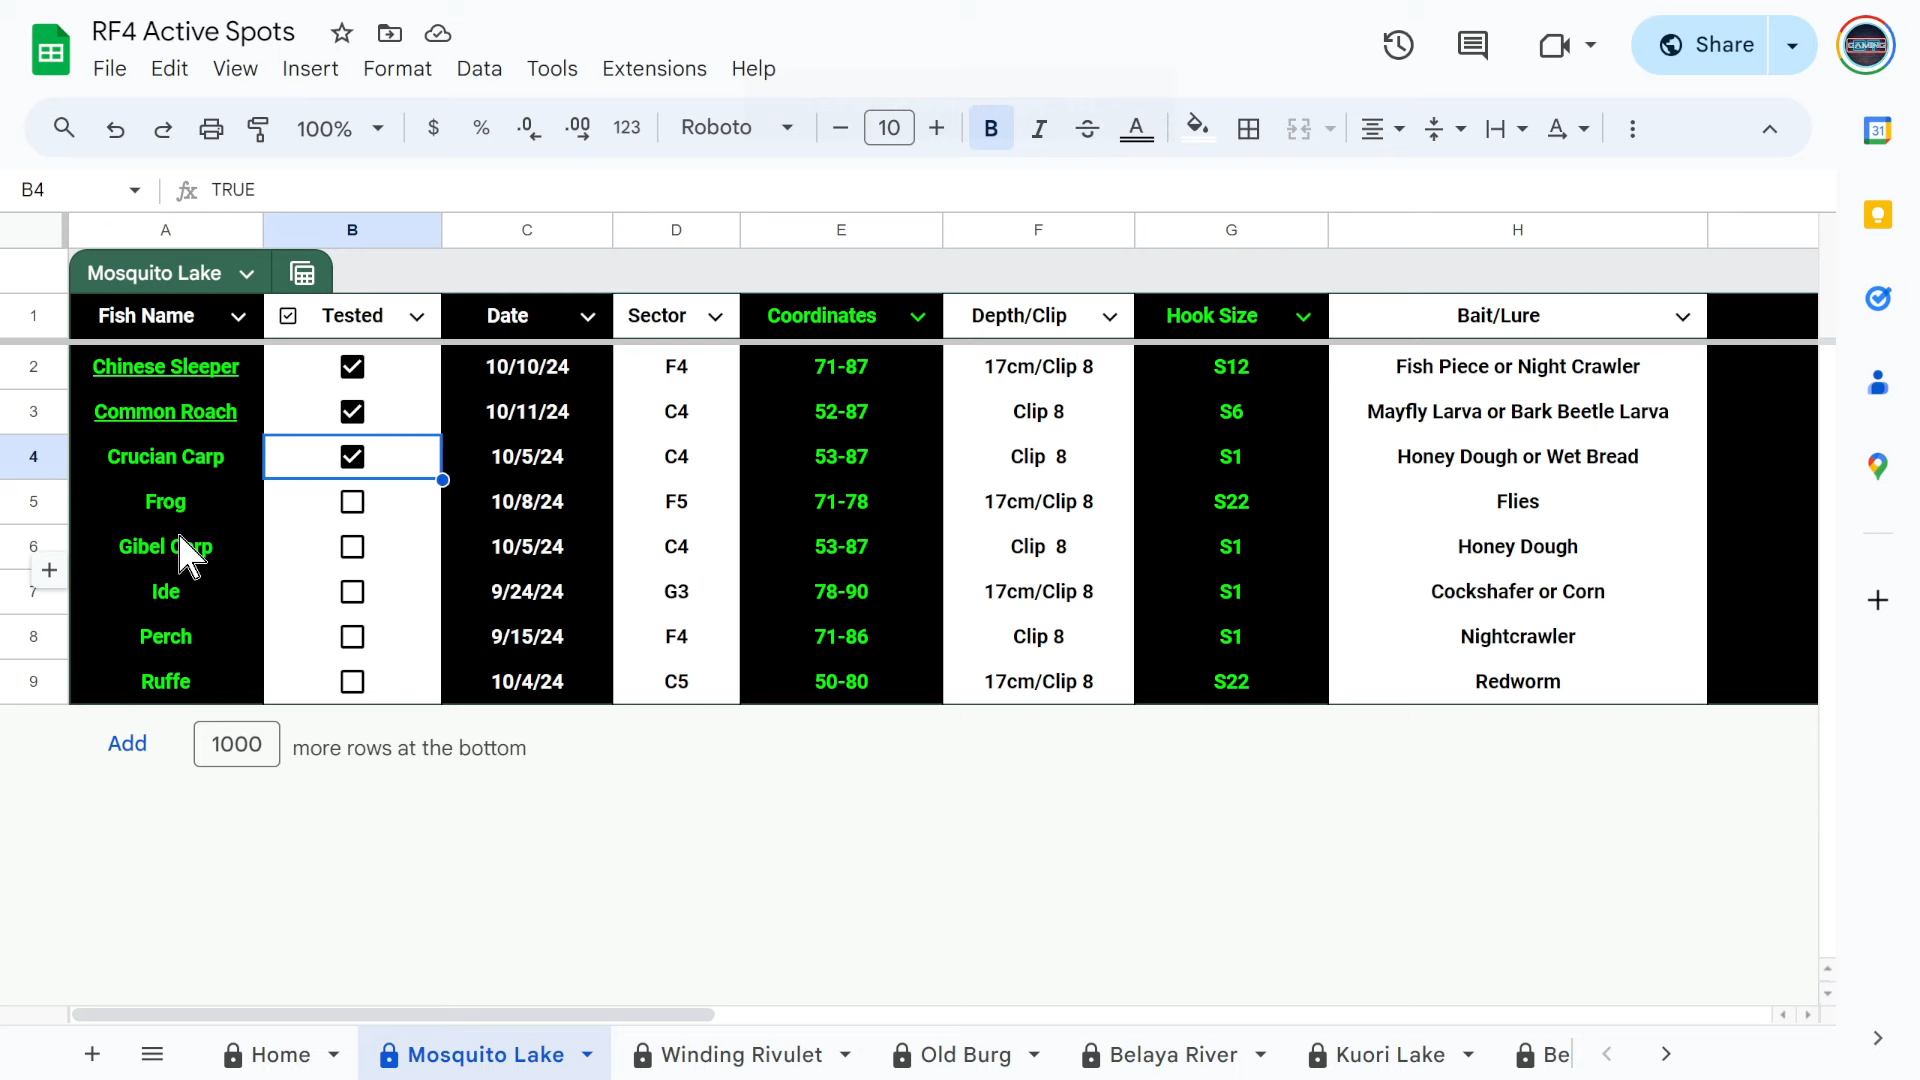 RF4 Active Spots
File Edit View Insert Format Data Tools Extensions Help
Share
GAMING
100% $ % .0 .00 123 Roboto 10 B I A
31
B4 fx TRUE
A B C D E F G H
Mosquito Lake
1 Fish Name Tested Date Sector Coordinates Depth/Clip Hook Size Bait/Lure
2 Chinese Sleeper 10/10/24 F4 71-87 17cm/Clip 8 S12 Fish Piece or Night Crawler
3 Common Roach 10/11/24 C4 52-87 Clip 8 S6 Mayfly Larva or Bark Beetle Larva
4 Crucian Carp 10/5/24 C4 53-87 Clip  8 S1 Honey Dough or Wet Bread
5 Frog 10/8/24 F5 71-78 17cm/Clip 8 S22 Flies
6 Gibel Carp 10/5/24 C4 53-87 Clip  8 S1 Honey Dough
7 Ide 9/24/24 G3 78-90 17cm/Clip 8 S1 Cockshafer or Corn
8 Perch 9/15/24 F4 71-86 Clip 8 S1 Nightcrawler
9 Ruffe 10/4/24 C5 50-80 17cm/Clip 8 S22 Redworm
Add 1000 more rows at the bottom
Home Mosquito Lake Winding Rivulet Old Burg Belaya River Kuori Lake Be